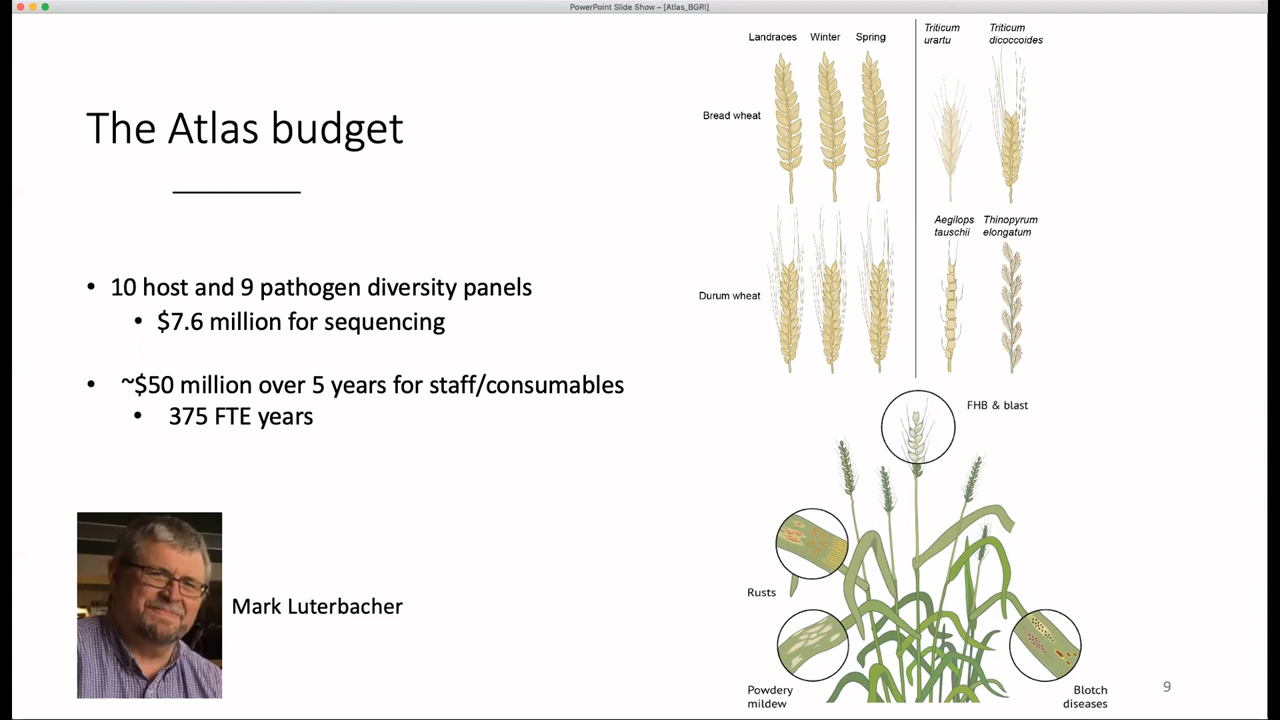 PowerPoint Slide Show – [Atlas_BGRI]
The Atlas budget
• 10 host and 9 pathogen diversity panels
• $7.6 million for sequencing
• ~$50 million over 5 years for staff/consumables
• 375 FTE years
Mark Luterbacher
Landraces Winter Spring
Bread wheat
Durum wheat
Triticum
urartu
Triticum
dicoccoides
Aegilops
tauschii
Thinopyrum
elongatum
FHB & blast
Rusts
Powdery
mildew
Blotch
diseases
9